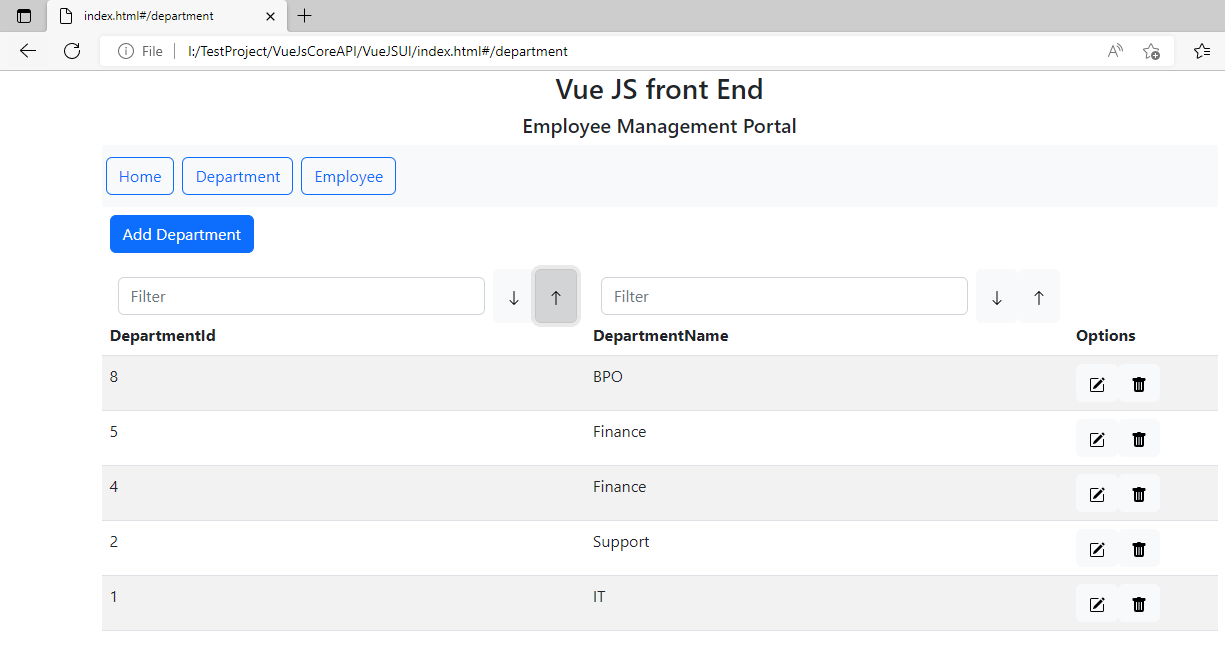 index.html#/department
File I:/TestProject/VueJsCoreAPI/VueJSUI/index.html#/department
Vue JS front End
Employee Management Portal
Home Department Employee
Add Department
Filter Filter
DepartmentId DepartmentName Options
8 BPO
5 Finance
4 Finance
2 Support
1 IT